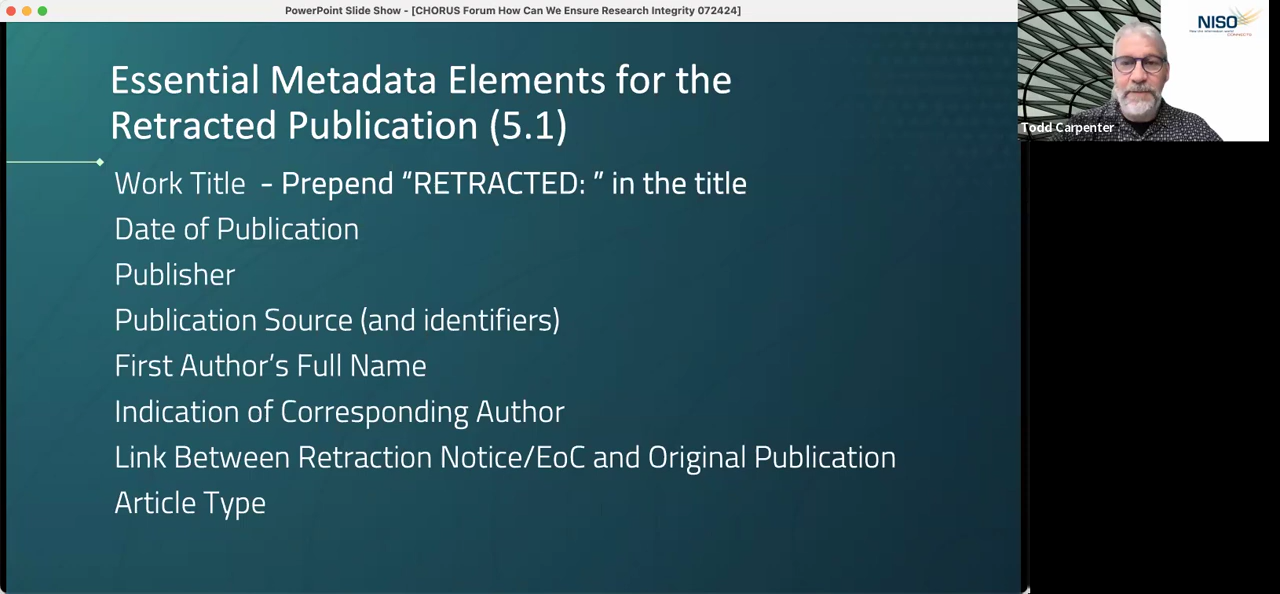 PowerPoint Slide Show - [CHORUS Forum How Can We Ensure Research Integrity 072424]
Essential Metadata Elements for the
Retracted Publication (5.1)
Work Title - Prepend “RETRACTED: ” in the title
Date of Publication
Publisher
Publication Source (and identifiers)
First Author’s Full Name
Indication of Corresponding Author
Link Between Retraction Notice/EoC and Original Publication
Article Type
NISO
Todd Carpenter